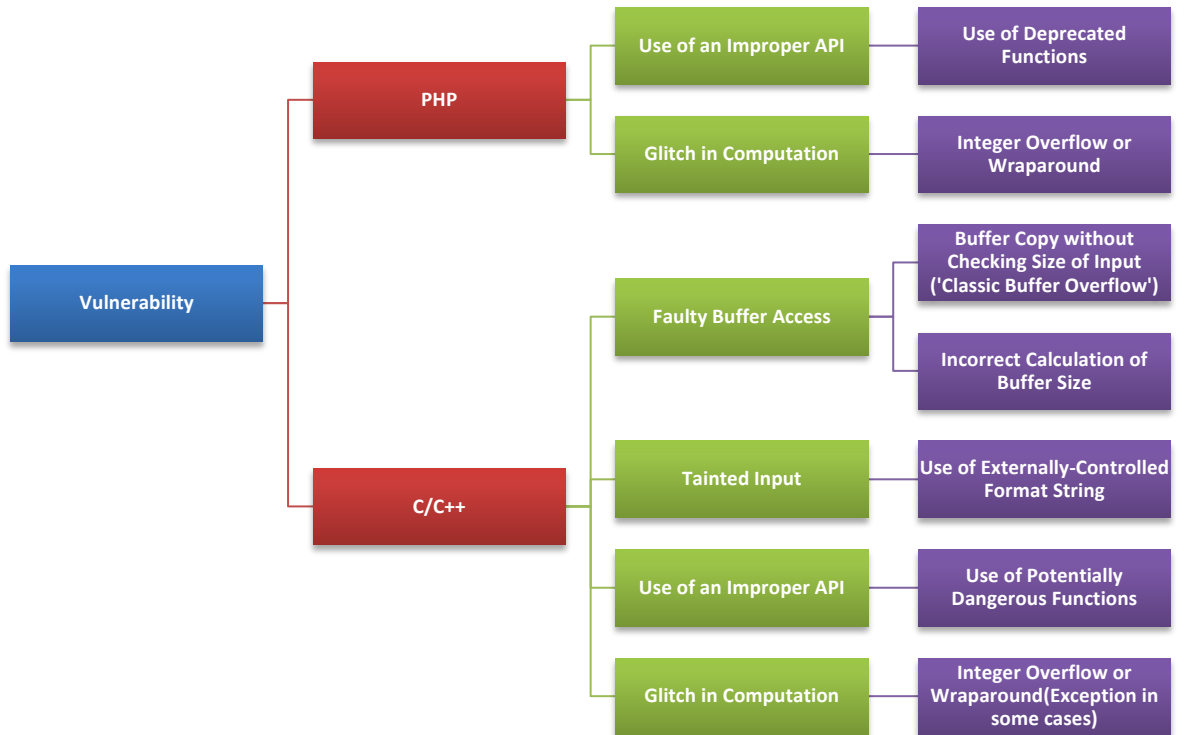 Use of an Improper API
Use of Deprecated
Functions
PHP
Glitch in Computation
Integer Overflow or
Wraparound
Vulnerability
Buffer Copy without
Checking Size of Input
('Classic Buffer Overflow')
Faulty Buffer Access
Incorrect Calculation of
Buffer Size
C/C++
Tainted Input
Use of Externally-Controlled
Format String
Use of an Improper API
Use of Potentially
Dangerous Functions
Glitch in Computation
Integer Overflow or
Wraparound(Exception in
some cases)